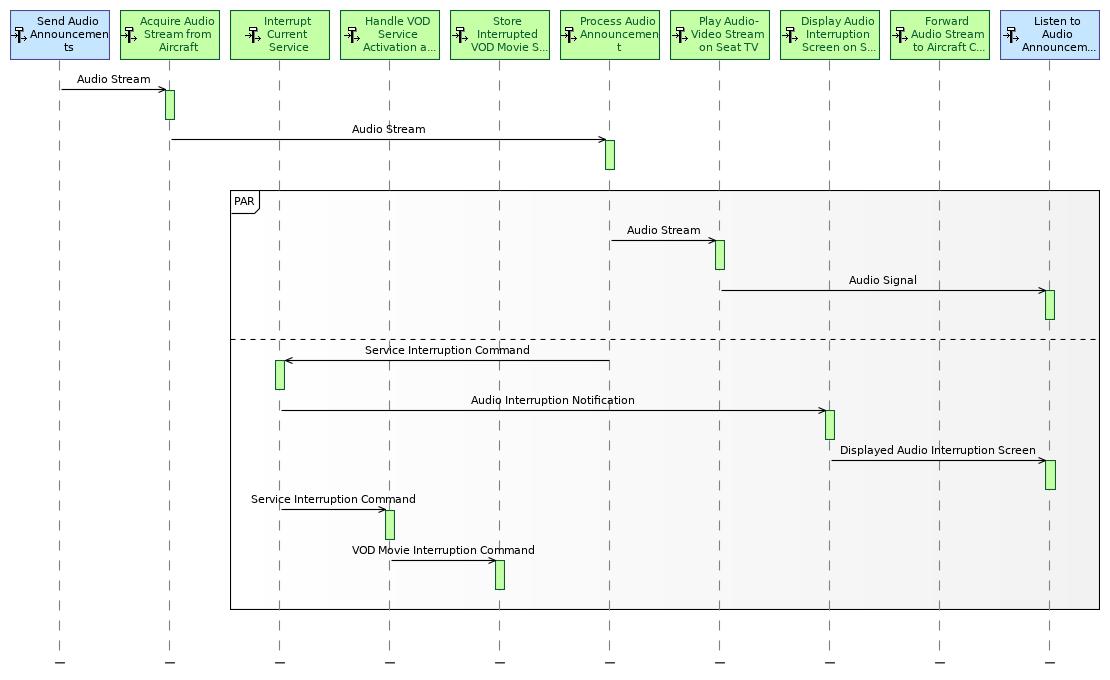 Send Audio
Announcemen
ts
Acquire Audio
Stream from
Aircraft
Interrupt
Current
Service
Handle VOD
Service
Activation a...
Store
Interrupted
VOD Movie S...
Process Audio
Announcemen
t
Play Audio-
Video Stream
on Seat TV
Display Audio
Interruption
Screen on S...
Forward
Audio Stream
to Aircraft C...
Listen to
Audio
Announcem...
Audio Stream
Audio Stream
PAR
Audio Stream
Audio Signal
Service Interruption Command
Audio Interruption Notification
Displayed Audio Interruption Screen
Service Interruption Command
VOD Movie Interruption Command